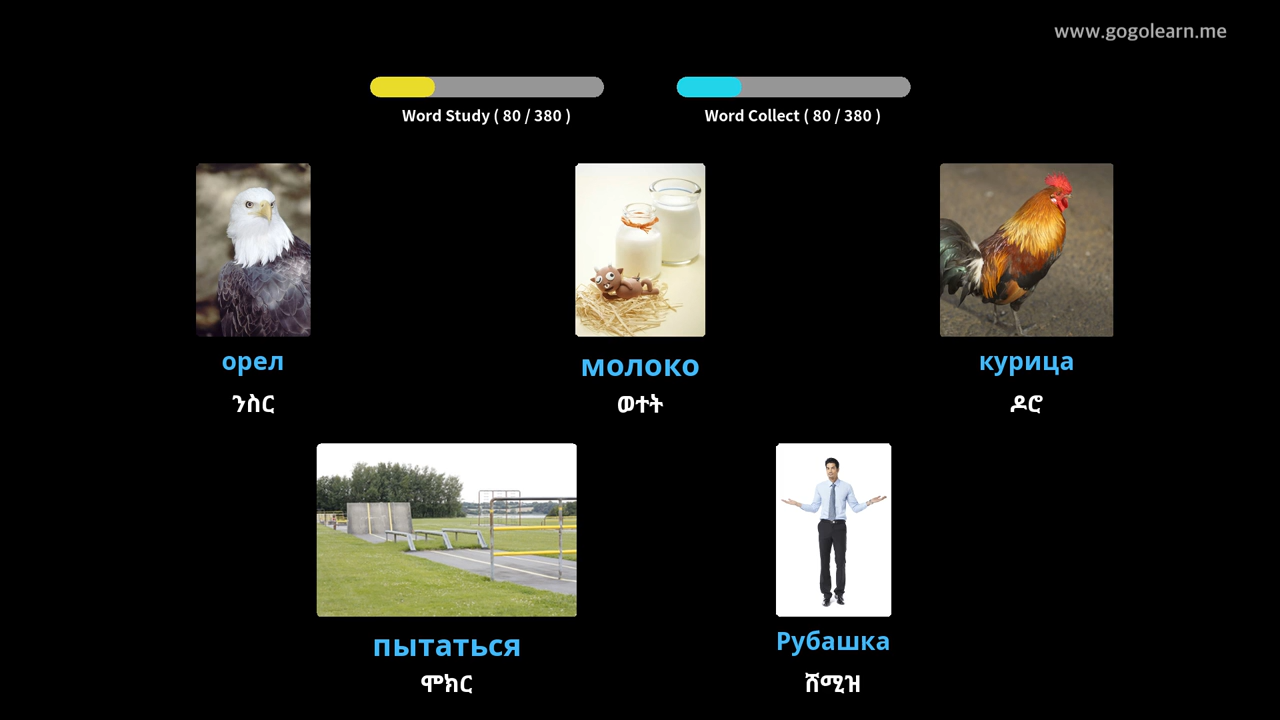 www.gogolearn.me
Word Study ( 80 / 380 )
Word Collect ( 80 / 380 )
орел
ንስር
молоко
ወተት
курица
ዶሮ
пытаться
ሞክር
Рубашка
ሸሚዝ